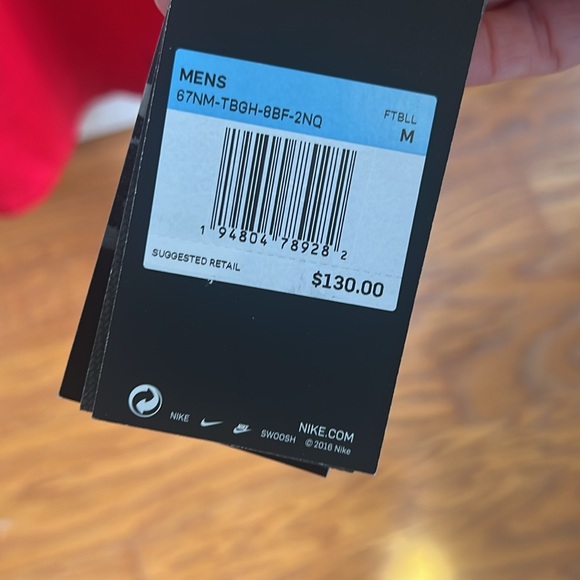 MENS
67NM-TBGH-8BF-2NQ
FTBLL
M
1 94804 78928 2
SUGGESTED RETAIL
$130.00
NIKE
SWOOSH
NIKE.COM
© 2016 Nike